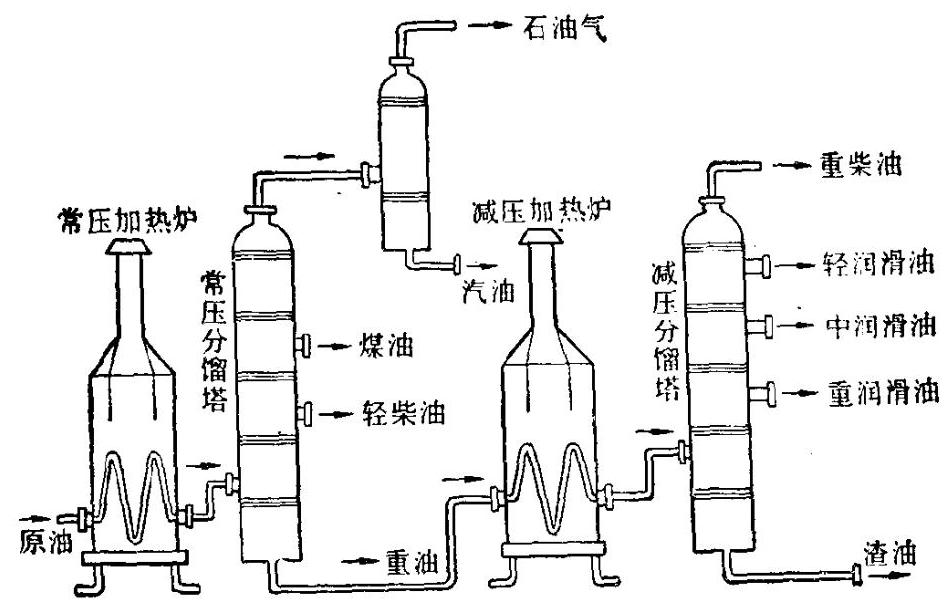 石油气
重柴油
常压加热炉
减压加热炉
轻润滑油
常压分馏塔
汽油
减压分馏塔
中润滑油
煤油
重润滑油
轻柴油
原油
重油
渣油